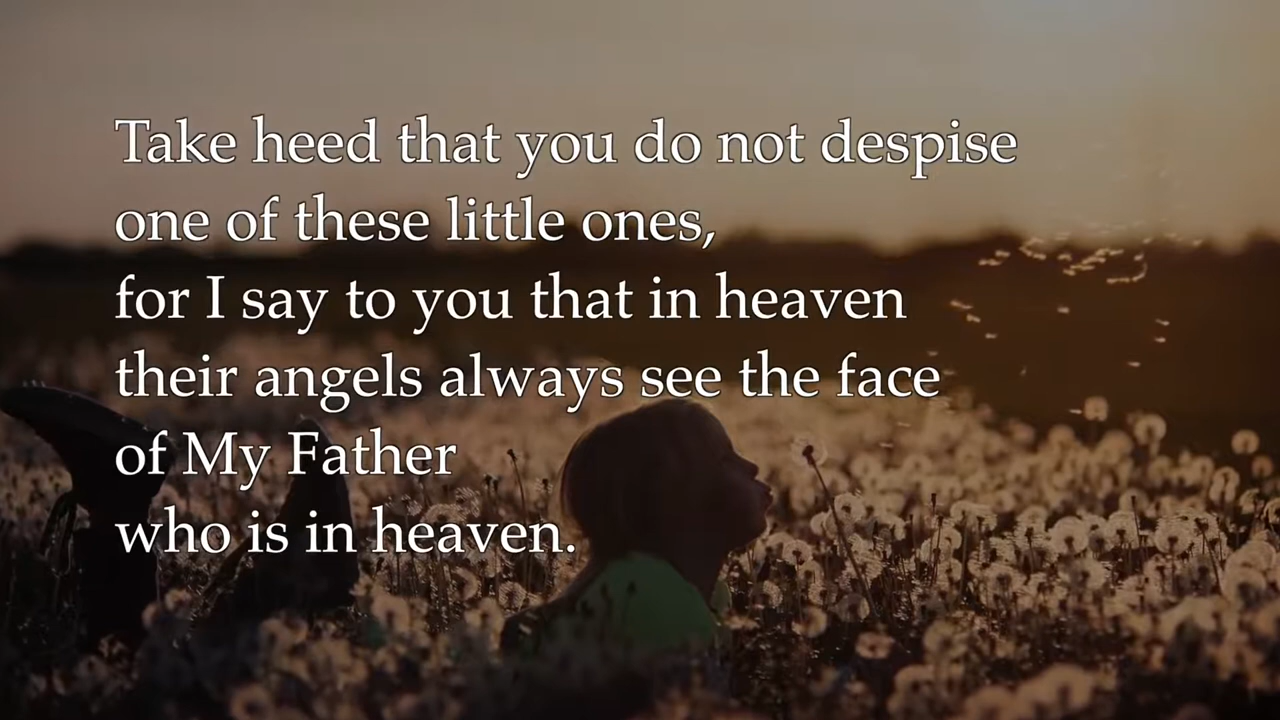 Take heed that you do not despise
one of these little ones,
for I say to you that in heaven
their angels always see the face
of My Father
who is in heaven.